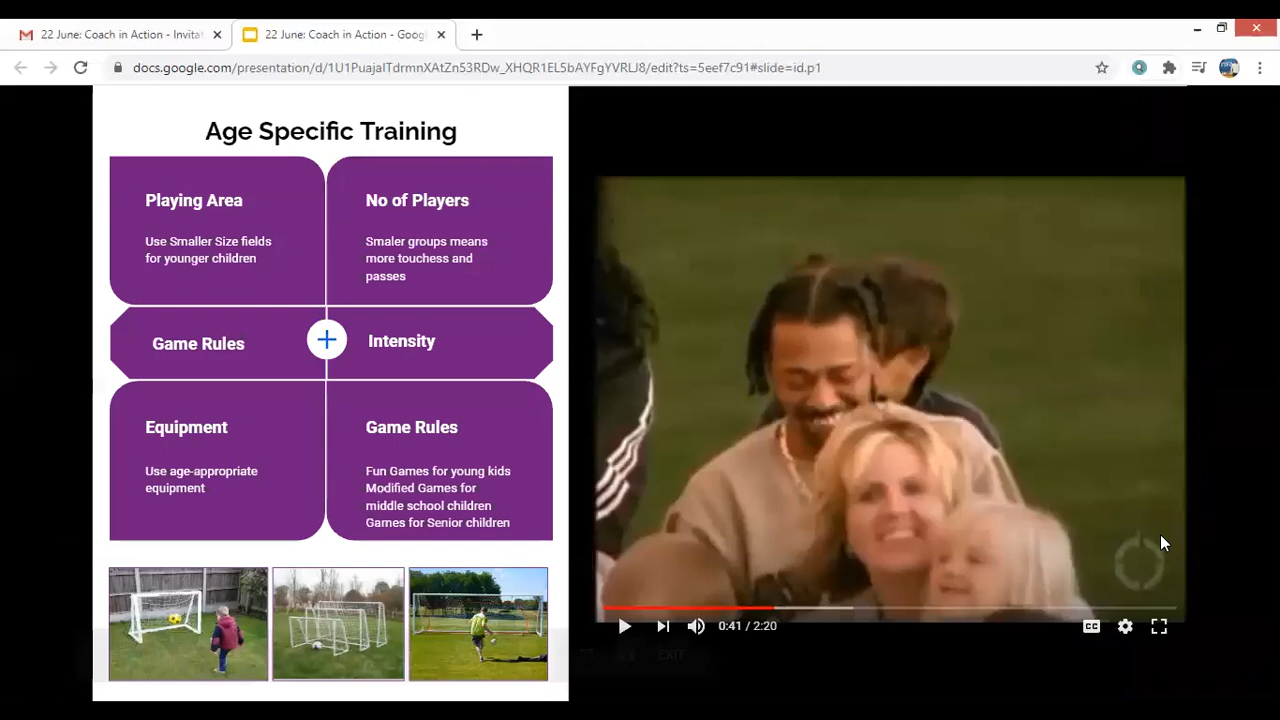 22 June: Coach in Action - Invitat
22 June: Coach in Action - Goog
docs.google.com/presentation/d/1U1PuajaITdrmnXAtZn53RDw_XHQR1EL5bAYFgYVRLJ8/edit?ts=5eef7c91#slide=id.p1
Age Specific Training
Playing Area
Use Smaller Size fields
for younger children
No of Players
Smaler groups means
more touchess and
passes
Game Rules
Intensity
Equipment
Use age-appropriate
equipment
Game Rules
Fun Games for young kids
Modified Games for
middle school children
Games for Senior children
0:41 / 2:20
CC
EXIT